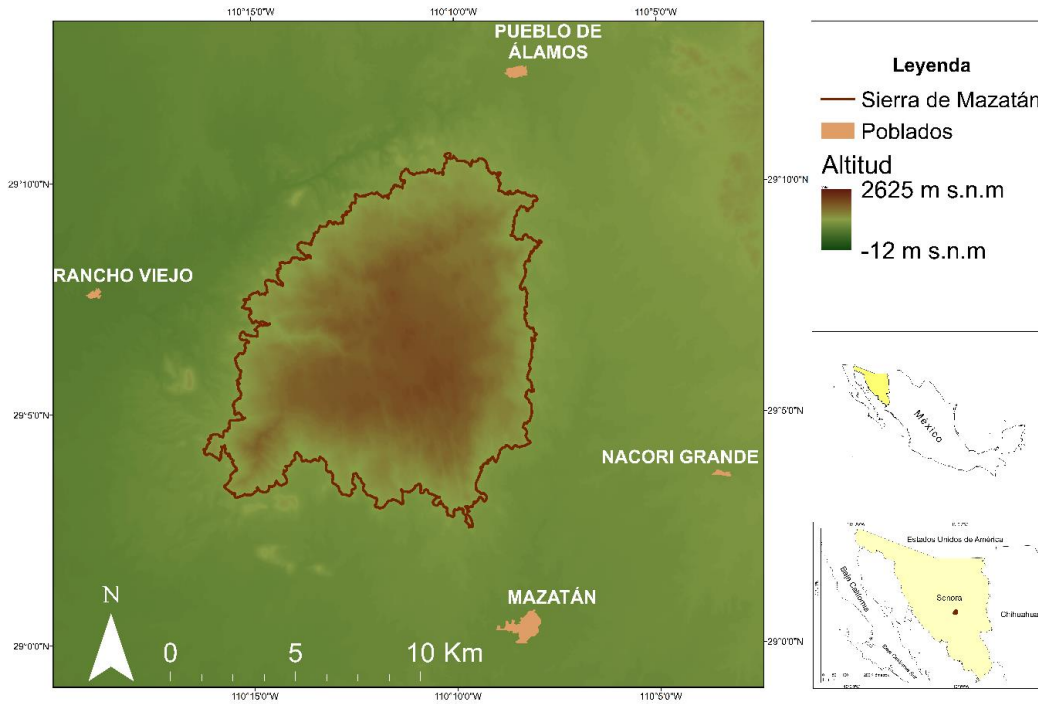 110°15'0"W
110°10'0"W
110°5'0"W
PUEBLO DE
ÁLAMOS
29°10'0"N
29°10'0"N
RANCHO VIEJO
29°5'0"N
29°5'0"N
NACORI GRANDE
MAZATÁN
N
0 5 10 Km
29°0'0"N
29°0'0"N
110°15'0"W
110°10'0"W
110°5'0"W
Leyenda
Sierra de Mazatán
Poblados
Altitud
2625 m s.n.m
-12 m s.n.m
México
Estados Unidos de América
Baja California
Sonora
Chihuahua
Baja California Sur